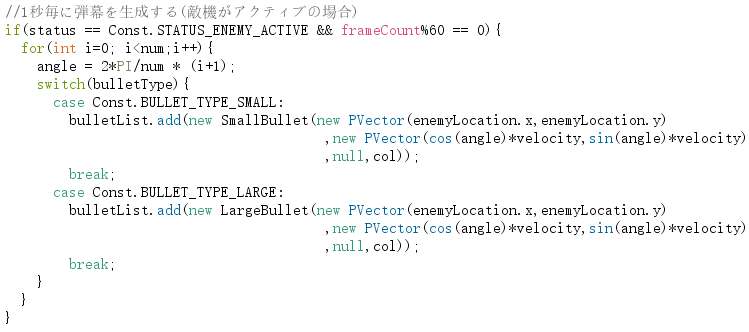 //1秒毎に弾幕を生成する(敵機がアクティブの場合)
if(status == Const.STATUS_ENEMY_ACTIVE && frameCount%60 == 0){
  for(int i=0; i<num;i++){
    angle = 2*PI/num * (i+1);
    switch(bulletType){
      case Const.BULLET_TYPE_SMALL:
        bulletList.add(new SmallBullet(new PVector(enemyLocation.x,enemyLocation.y)
                                        ,new PVector(cos(angle)*velocity,sin(angle)*velocity)
                                        ,null,col));
        break;
      case Const.BULLET_TYPE_LARGE:
        bulletList.add(new LargeBullet(new PVector(enemyLocation.x,enemyLocation.y)
                                        ,new PVector(cos(angle)*velocity,sin(angle)*velocity)
                                        ,null,col));
        break;
    }
  }
}